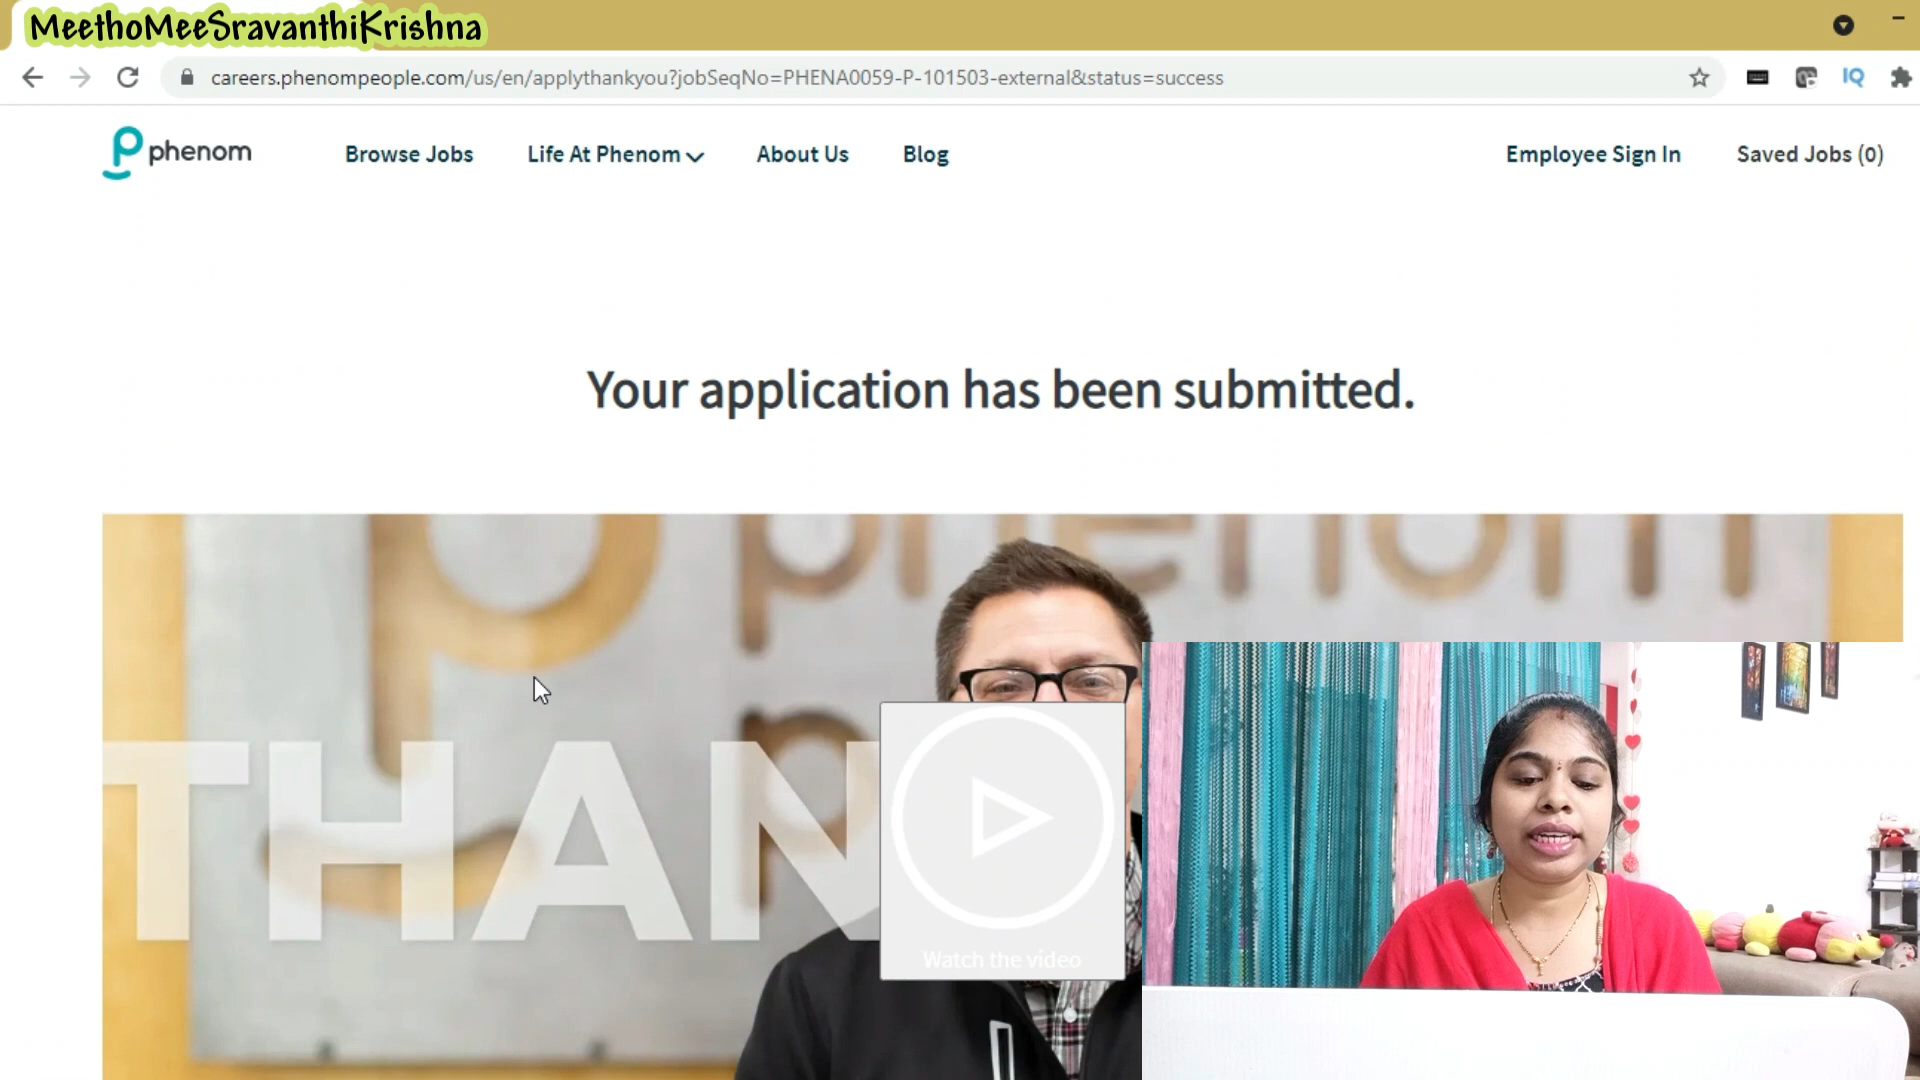 MeethoMeeSravanthiKrishna
careers.phenompeople.com/us/en/applythankyou?jobSeqNo=PHENA0059-P-101503-external&status=success
IQ
phenom
Browse Jobs
Life At Phenom
About Us
Blog
Employee Sign In
Saved Jobs (0)
Your application has been submitted.
phenom
THAN
Watch the video